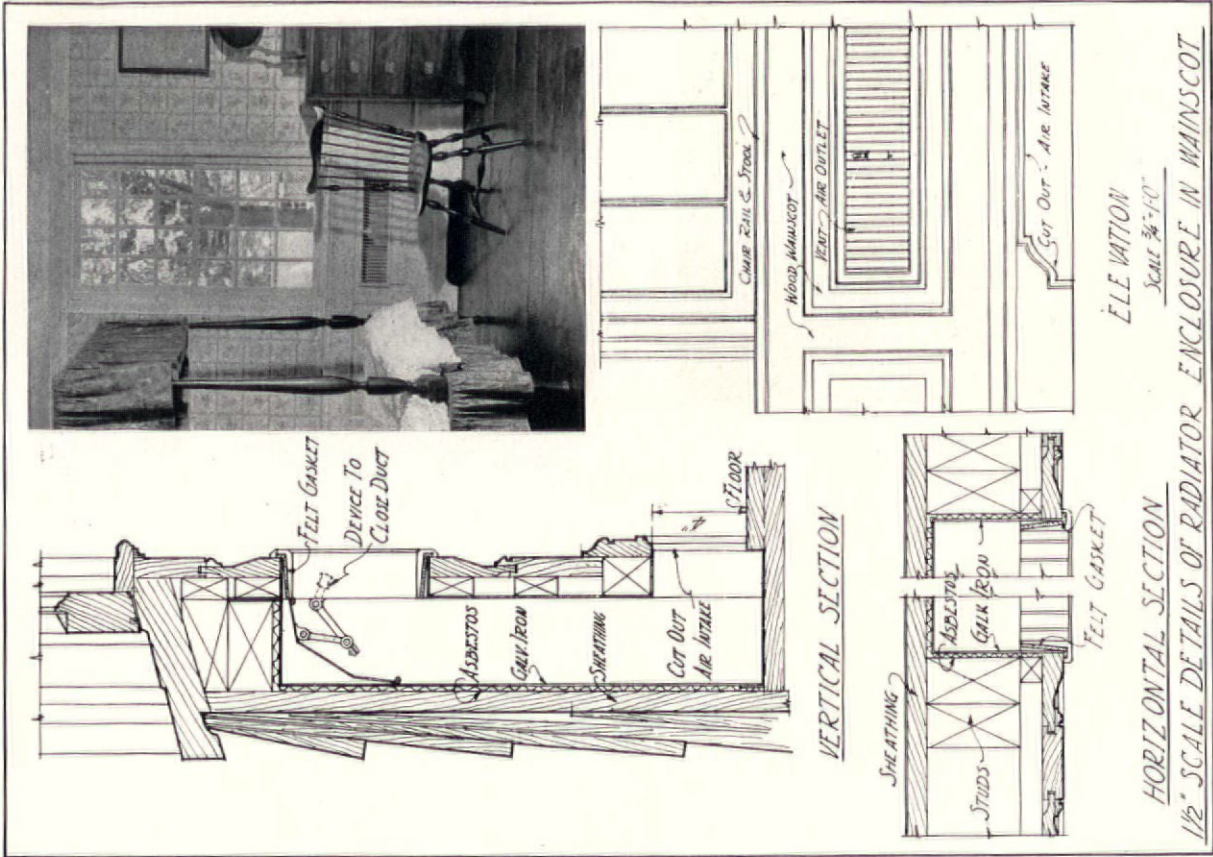 FELT GASKET
DEVICE TO
CLOSE DUCT
ASBESTOS
GALV. IRON
SHEATHING
CUT OUT
AIR INTAKE
FLOOR
4"
VERTICAL SECTION
CHAIR RAIL & STOOL
WOOD WAINSCOT
VENT - AIR OUTLET
CUT OUT - AIR INTAKE
ELEVATION
SCALE 3/4"=1'-0"
SHEATHING
STUDS
ASBESTOS
GALV. IRON
FELT GASKET
HORIZONTAL SECTION
1½" SCALE DETAILS OF RADIATOR ENCLOSURE IN WAINSCOT